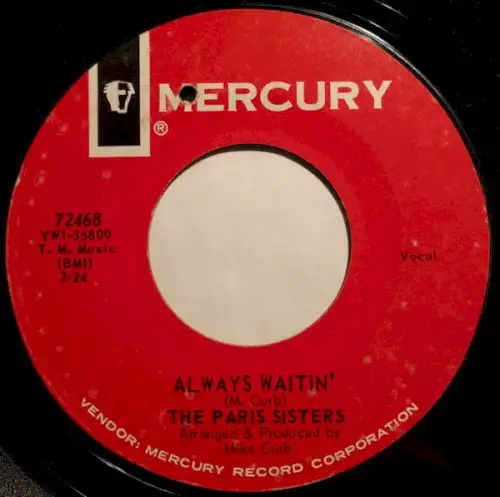 MERCURY
®
72468
YW1-35800
T. M. Music
(BMI)
2:24
Vocal
ALWAYS WAITIN'
(M. Curb)
THE PARIS SISTERS
Arranged & Produced by
Mike Curb
VENDOR: MERCURY RECORD CORPORATION